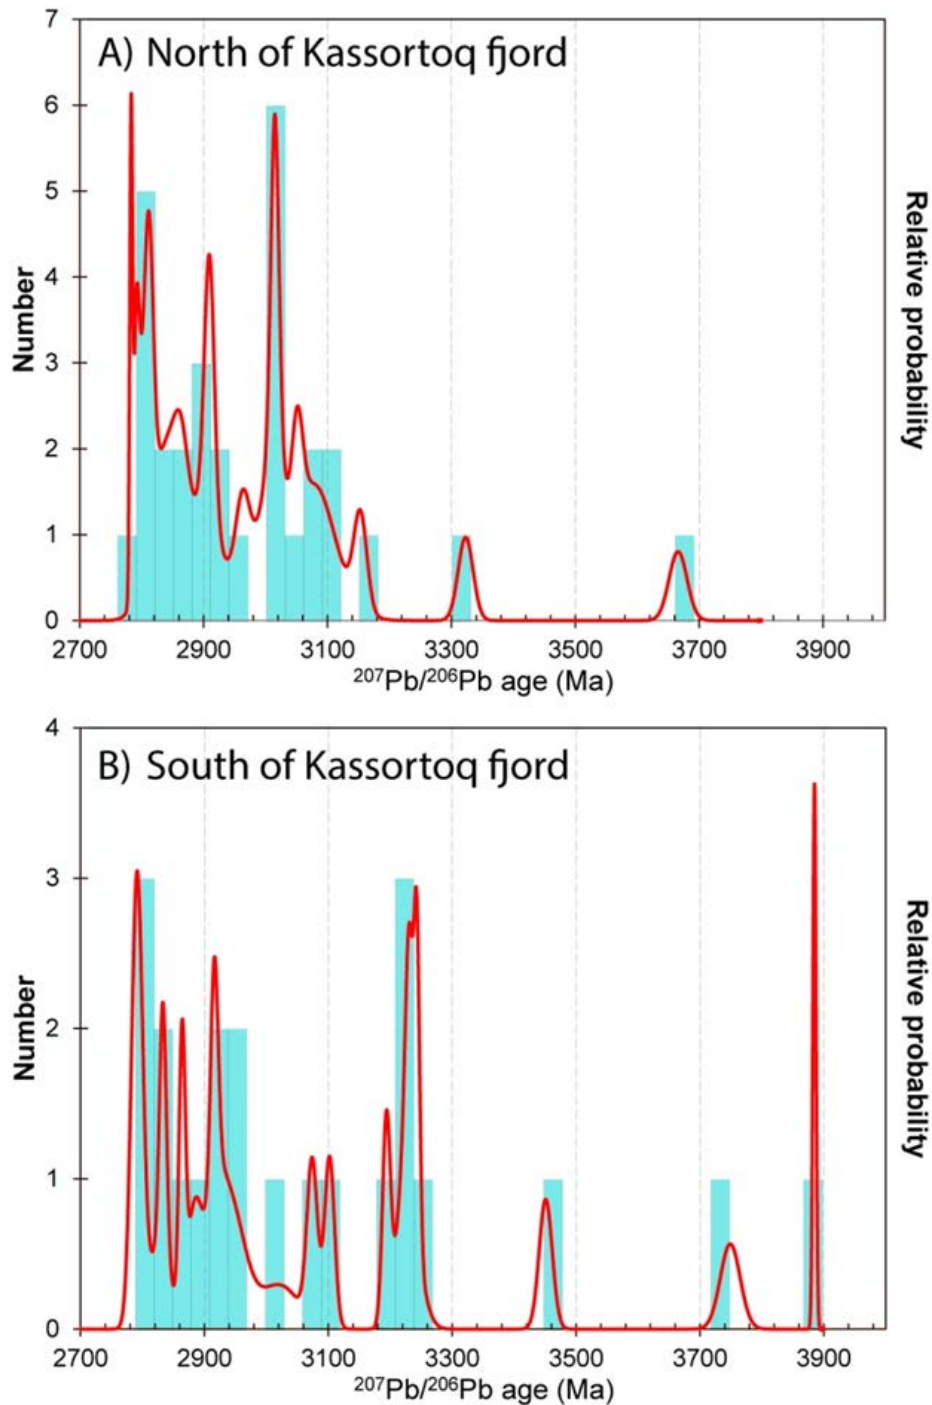 A) North of Kassortoq fjord
7
6
5
4
3
2
1
0
Number
Relative probability
2700 2900 3100 3300 3500 3700 3900
²⁰⁷Pb/²⁰⁶Pb age (Ma)
B) South of Kassortoq fjord
4
3
2
1
0
Number
Relative probability
2700 2900 3100 3300 3500 3700 3900
²⁰⁷Pb/²⁰⁶Pb age (Ma)